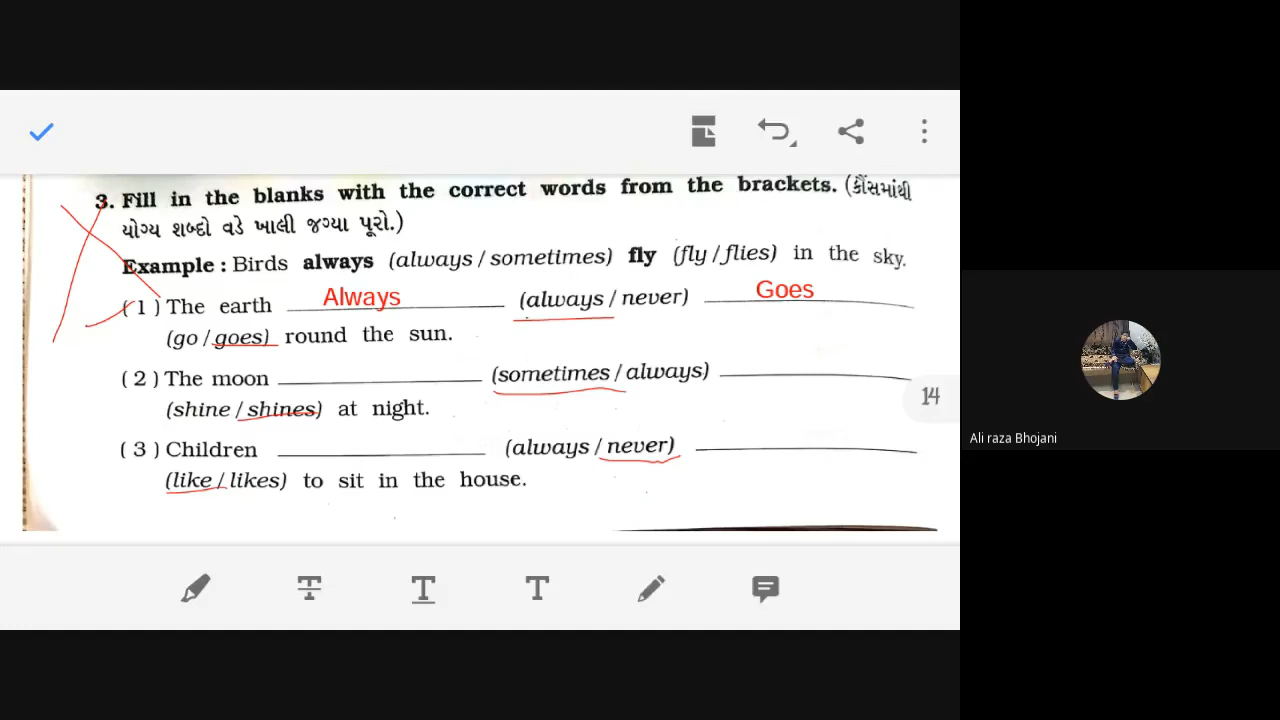 3. Fill in the blanks with the correct words from the brackets. (કૌંસમાંથી
યોગ્ય શબ્દો વડે ખાલી જગ્યા પૂરો.)
Example : Birds always (always / sometimes) fly (fly / flies) in the sky.
( 1 ) The earth Always (always / never) Goes
(go / goes) round the sun.
( 2 ) The moon (sometimes / always)
(shine / shines) at night.
14
( 3 ) Children (always / never)
(like / likes) to sit in the house.
Ali raza Bhojani